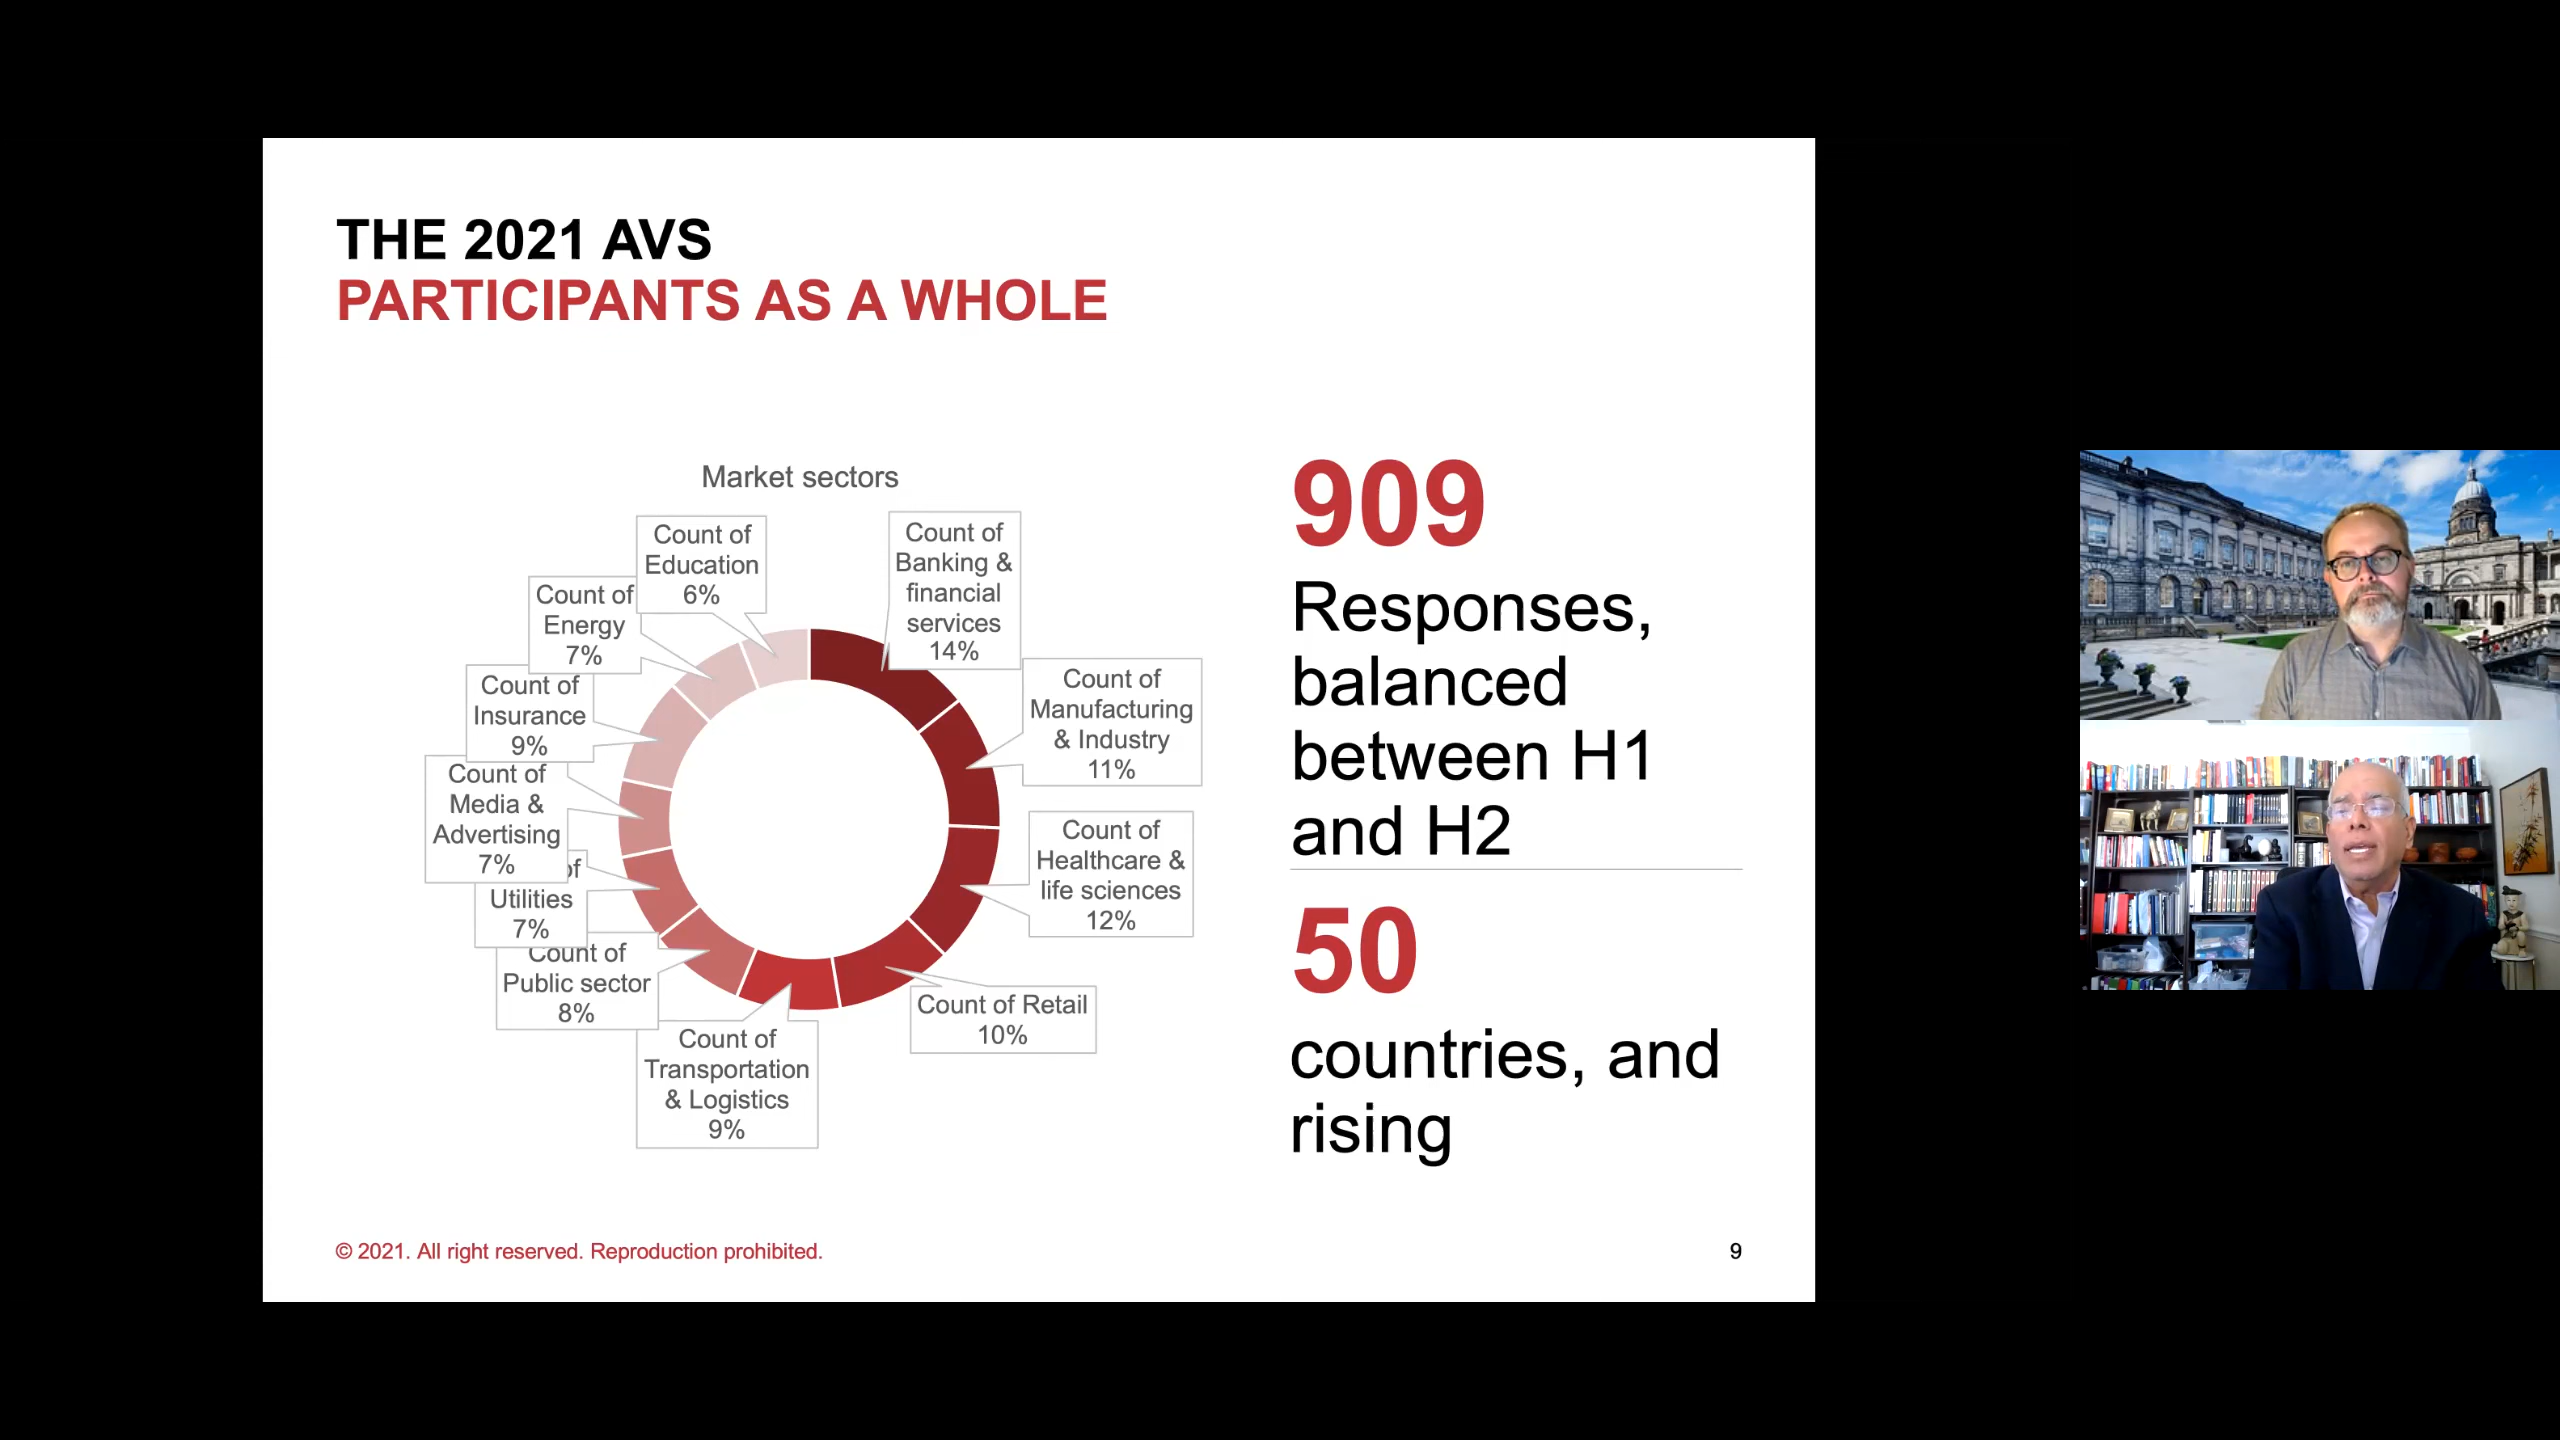 THE 2021 AVS
PARTICIPANTS AS A WHOLE
Market sectors
Count of
Banking &
financial
services
14%
Count of
Manufacturing
& Industry
11%
Count of
Healthcare &
life sciences
12%
Count of Retail
10%
Count of
Transportation
& Logistics
9%
Count of
Public sector
8%
of
Utilities
7%
Count of
Media &
Advertising
7%
Count of
Insurance
9%
Count of
Energy
7%
Count of
Education
6%
909
Responses,
balanced
between H1
and H2
50
countries, and
rising
© 2021. All right reserved. Reproduction prohibited.
9